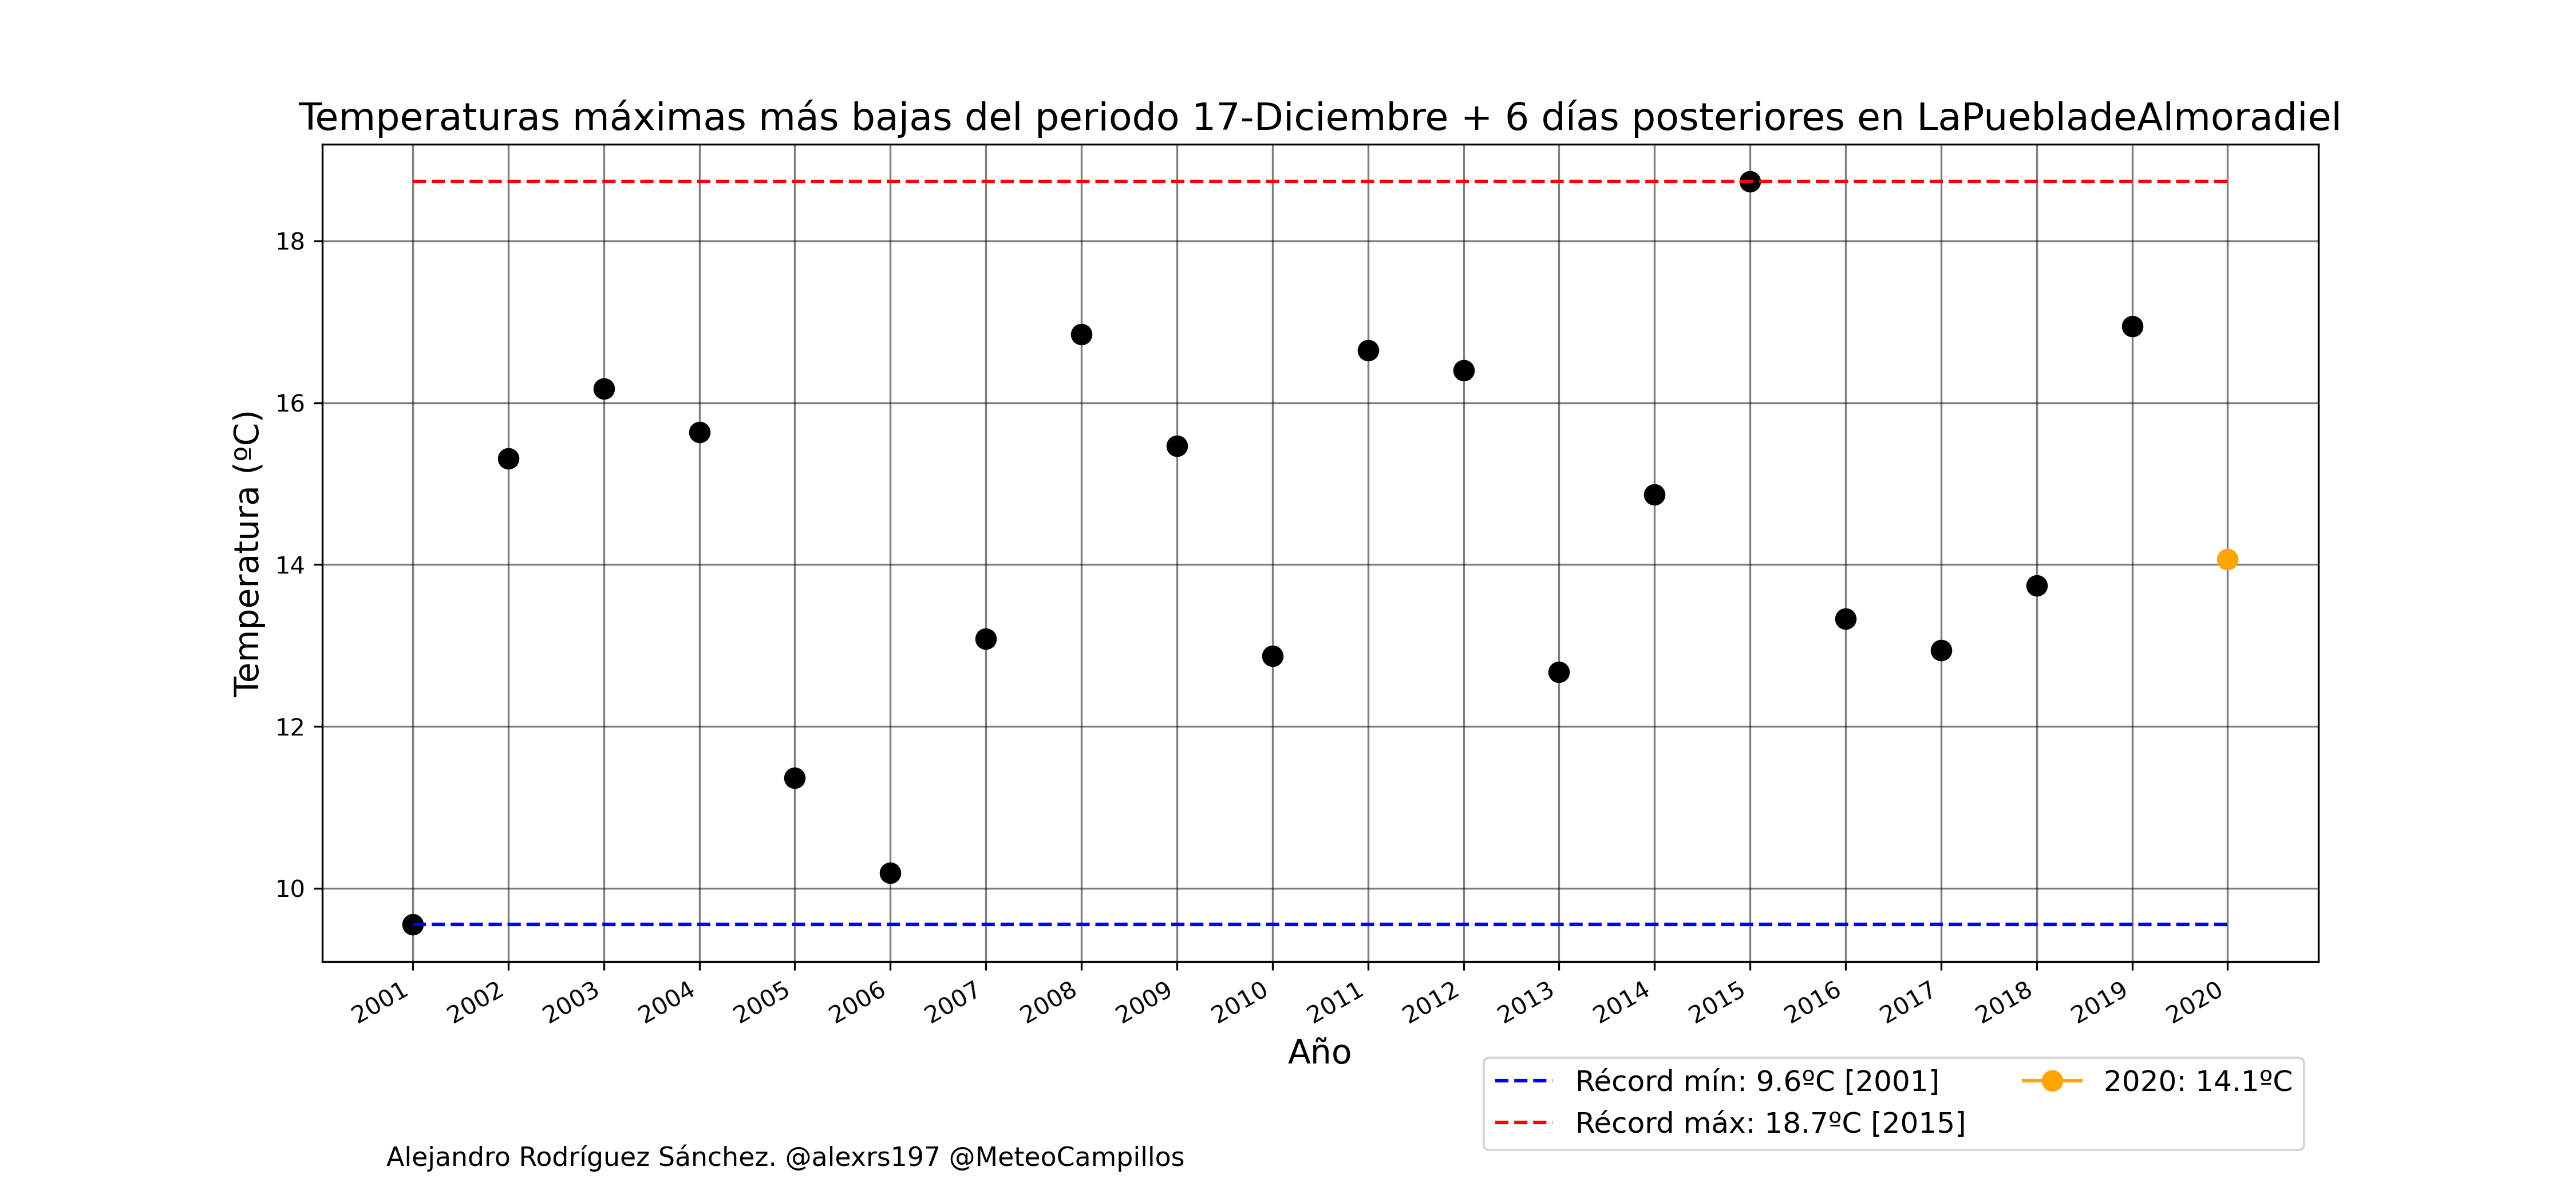 Temperaturas máximas más bajas del periodo 17-Diciembre + 6 días posteriores en LaPuebladeAlmoradiel
Temperatura (ºC)
18
16
14
12
10
2001 2002 2003 2004 2005 2006 2007 2008 2009 2010 2011 2012 2013 2014 2015 2016 2017 2018 2019 2020
Año
Récord mín: 9.6ºC [2001]
Récord máx: 18.7ºC [2015]
2020: 14.1ºC
Alejandro Rodríguez Sánchez. @alexrs197 @MeteoCampillos